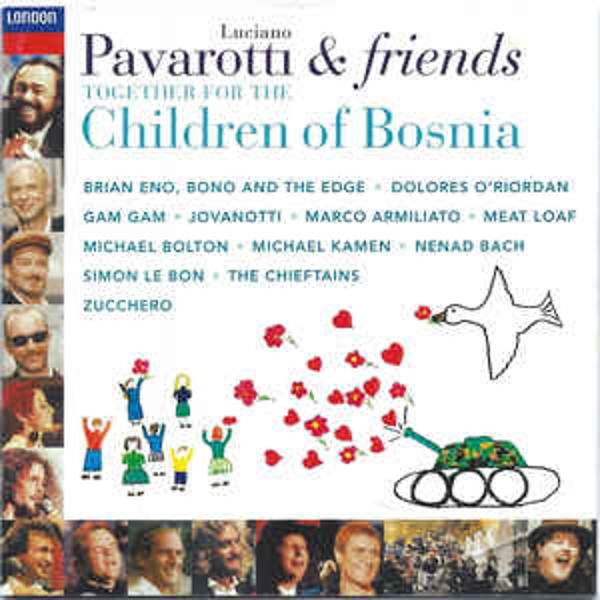 LONDON
Luciano
Pavarotti & friends
TOGETHER FOR THE
Children of Bosnia
BRIAN ENO, BONO AND THE EDGE • DOLORES O'RIORDAN
GAM GAM • JOVANOTTI • MARCO ARMILIATO • MEAT LOAF
MICHAEL BOLTON • MICHAEL KAMEN • NENAD BACH
SIMON LE BON • THE CHIEFTAINS
ZUCCHERO